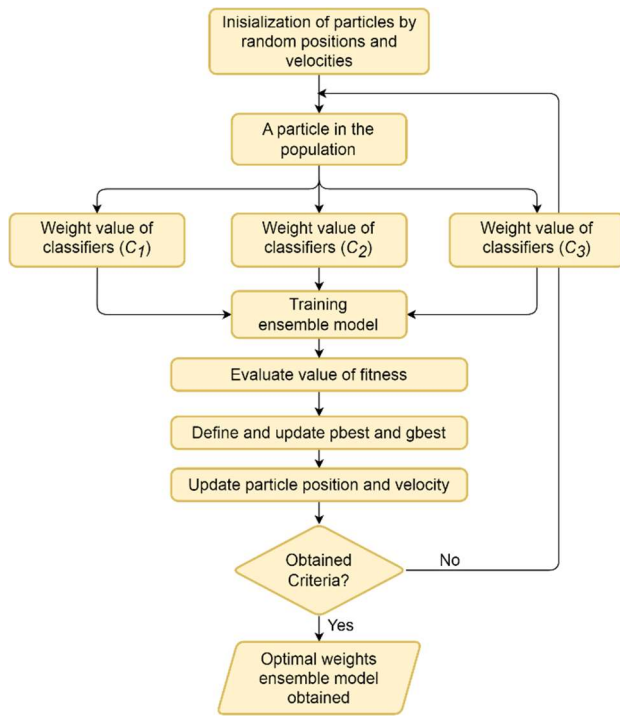 Inisialization of particles by
random positions and
velocities
A particle in the
population
Weight value of
classifiers (C1)
Weight value of
classifiers (C2)
Weight value of
classifiers (C3)
Training
ensemble model
Evaluate value of fitness
Define and update pbest and gbest
Update particle position and velocity
Obtained
Criteria?
No
Yes
Optimal weights
ensemble model
obtained